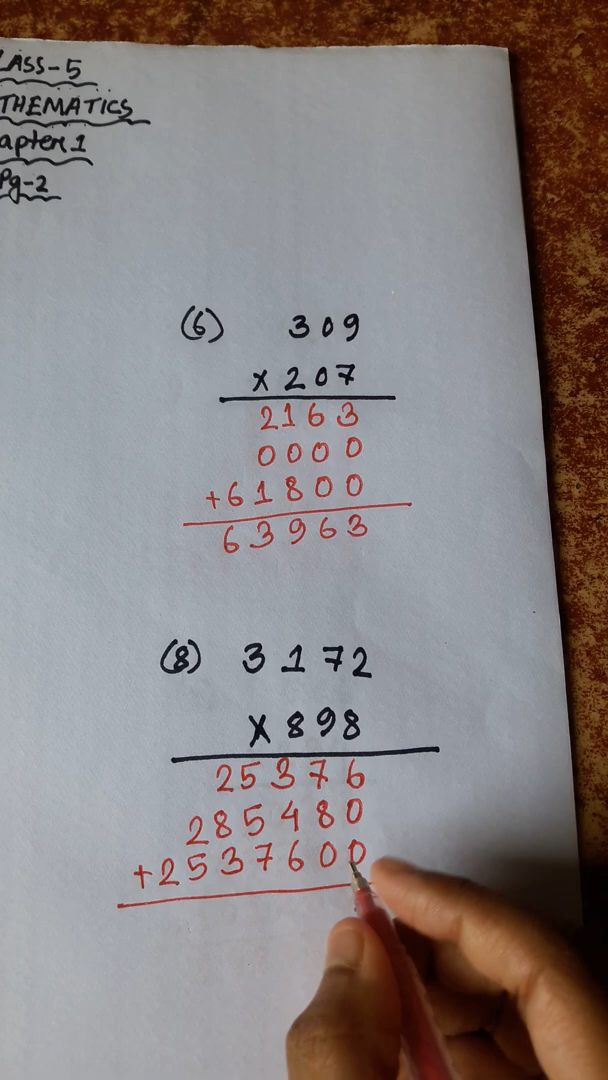 LASS-5
THEMATICS
apter 1
Pg-2
(6) 309
× 207
2163
0000
+61800
63963
(8) 3172
× 898
25376
285480
+2537600